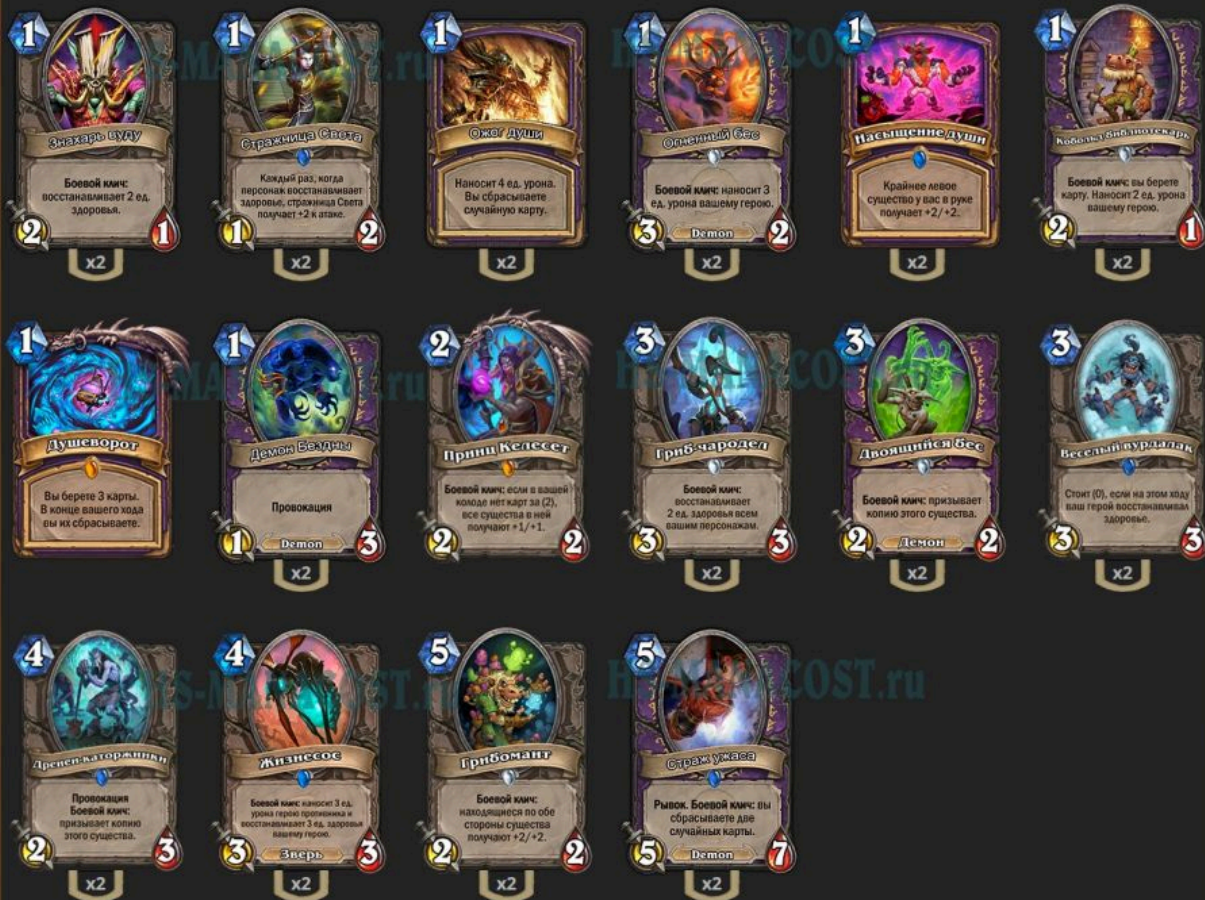 1
Знахарь вуду
Боевой клич:
восстанавливает 2 ед.
здоровья.
2
1
x2
1
Стражница Света
Каждый раз, когда
персонаж восстанавливает
здоровье, стражница Света
получает +2 к атаке.
1
2
x2
1
Ожог души
Наносит 4 ед. урона.
Вы сбрасываете
случайную карту.
x2
1
Огненный бес
Боевой клич: наносит 3
ед. урона вашему герою.
3
Demon
2
x2
1
Насыщение души
Крайнее левое
существо у вас в руке
получает +2/+2.
x2
1
Кобольд-библиотекарь
Боевой клич: вы берете
карту. Наносит 2 ед. урона
вашему герою.
2
1
x2
1
Душеворот
Вы берете 3 карты.
В конце вашего хода
вы их сбрасываете.
1
Демон Бездны
Провокация
1
Demon
3
x2
2
Принц Келесет
Боевой клич: если в вашей
колоде нет карт за (2),
все существа в ней
получают +1/+1.
2
2
3
Гриб-чародел
Боевой клич:
восстанавливает
2 ед. здоровья всем
вашим персонажам.
3
3
x2
3
Двоящийся бес
Боевой клич: призывает
копию этого существа.
2
Демон
2
x2
3
Веселый вурдалак
Стоит (0), если на этом ходу
ваш герой восстанавливал
здоровье.
3
3
x2
4
Дренеи-каторжники
Провокация
Боевой клич:
призывает копию
этого существа.
2
3
x2
4
Жизнесос
Боевой клич: наносит 3 ед.
урона герою противника и
восстанавливает 3 ед. здоровья
вашему герою.
3
Зверь
3
x2
5
Грибомант
Боевой клич:
находящиеся по обе
стороны существа
получают +2/+2.
2
2
x2
5
Страж ужаса
Рывок. Боевой клич: вы
сбрасываете две
случайных карты.
5
Demon
7
x2